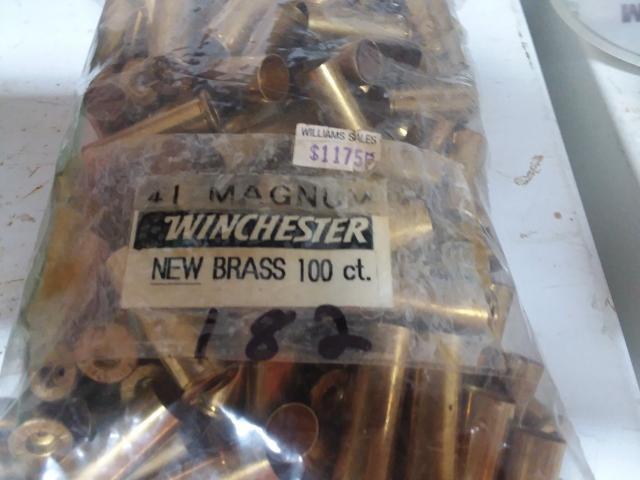 WILLIAMS SALES
$1175
41 MAGNUM
WINCHESTER
NEW BRASS 100 ct.
182